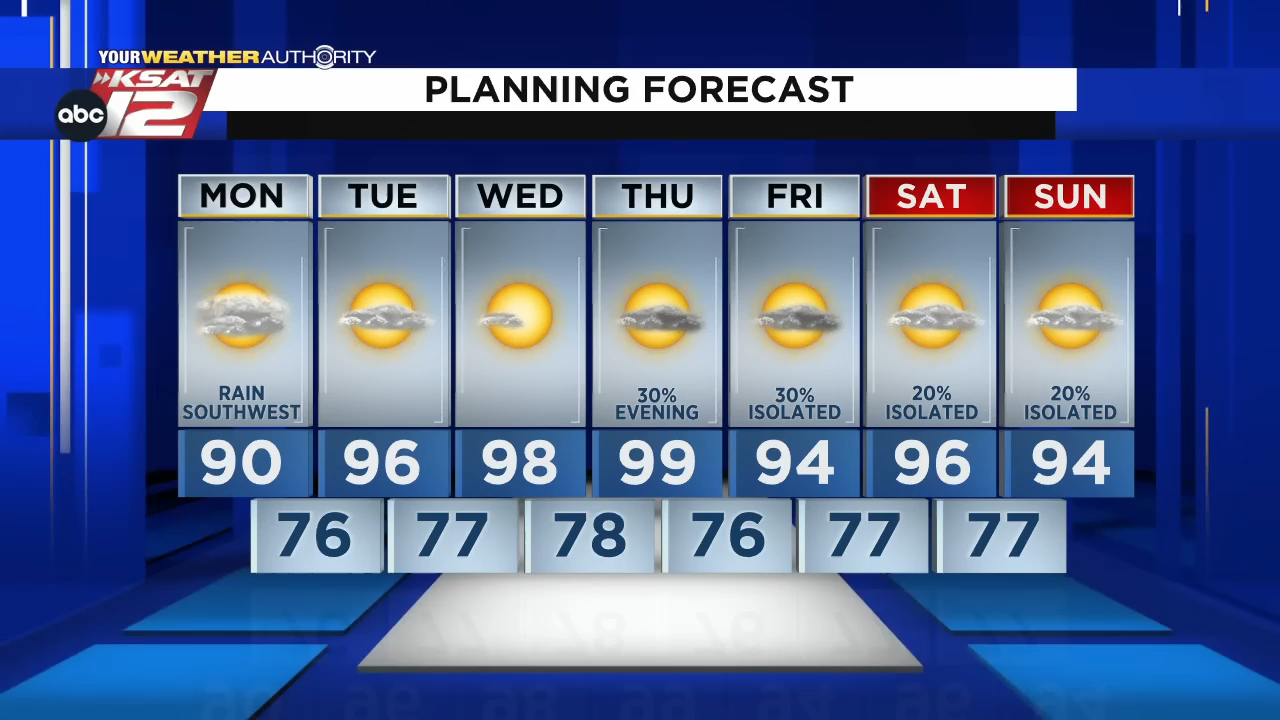 YOURWEATHERAUTHORITY
KSAT
abc
12
PLANNING FORECAST
MON TUE WED THU FRI SAT SUN
RAIN SOUTHWEST
30% EVENING
30% ISOLATED
20% ISOLATED
20% ISOLATED
90 96 98 99 94 96 94
76 77 78 76 77 77